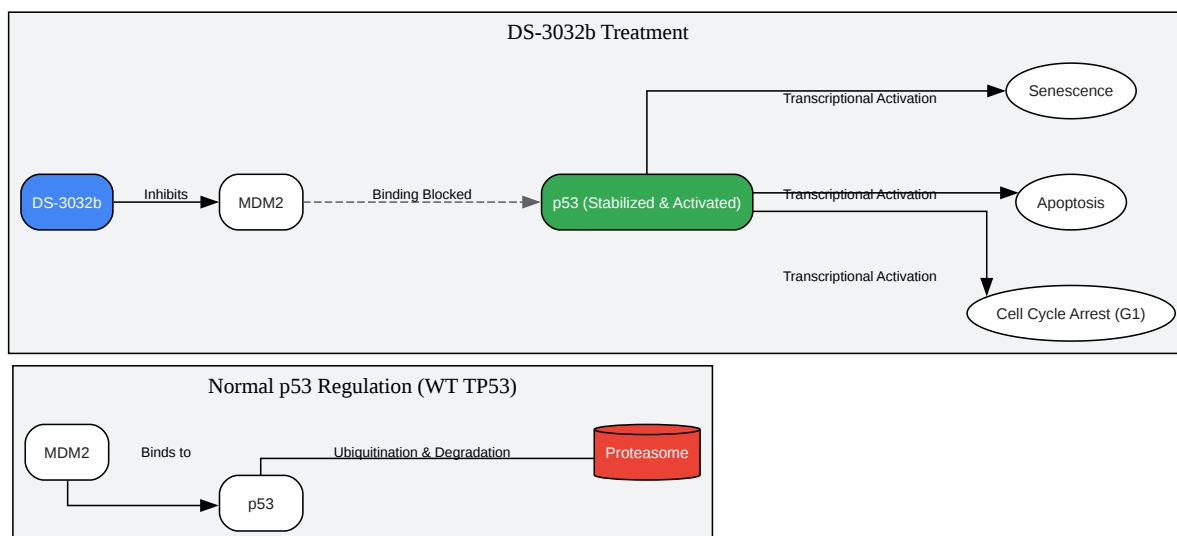 DS-3032b Treatment
Transcriptional Activation
Senescence
DS-3032b
Inhibits
MDM2
Binding Blocked
p53 (Stabilized & Activated)
Transcriptional Activation
Apoptosis
Transcriptional Activation
Cell Cycle Arrest (G1)
Normal p53 Regulation (WT TP53)
MDM2
Binds to
Ubiquitination & Degradation
Proteasome
p53